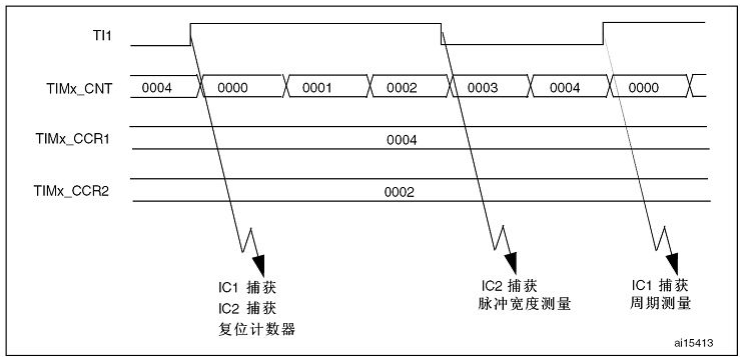 TI1
TIMx_CNT 0004 0000 0001 0002 0003 0004 0000
TIMx_CCR1 0004
TIMx_CCR2 0002
IC1 捕获
IC2 捕获
复位计数器
IC2 捕获
脉冲宽度测量
IC1 捕获
周期测量
ai15413